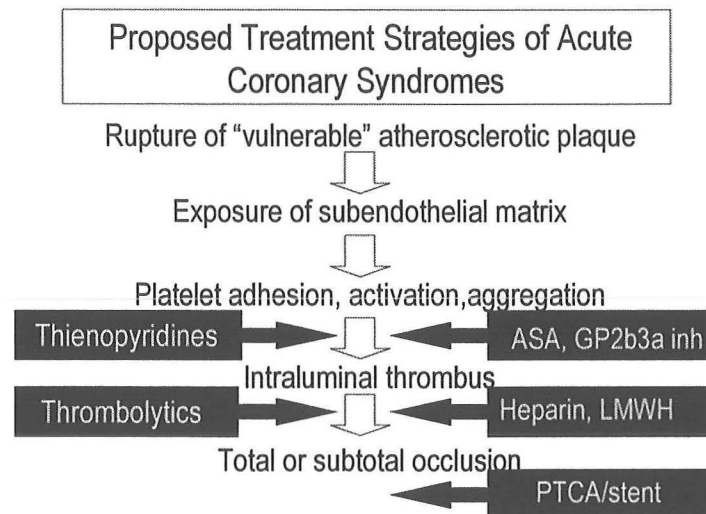 Proposed Treatment Strategies of Acute
Coronary Syndromes
Rupture of “vulnerable” atherosclerotic plaque
Exposure of subendothelial matrix
Platelet adhesion, activation,aggregation
Thienopyridines
ASA, GP2b3a inh
Intraluminal thrombus
Thrombolytics
Heparin, LMWH
Total or subtotal occlusion
PTCA/stent